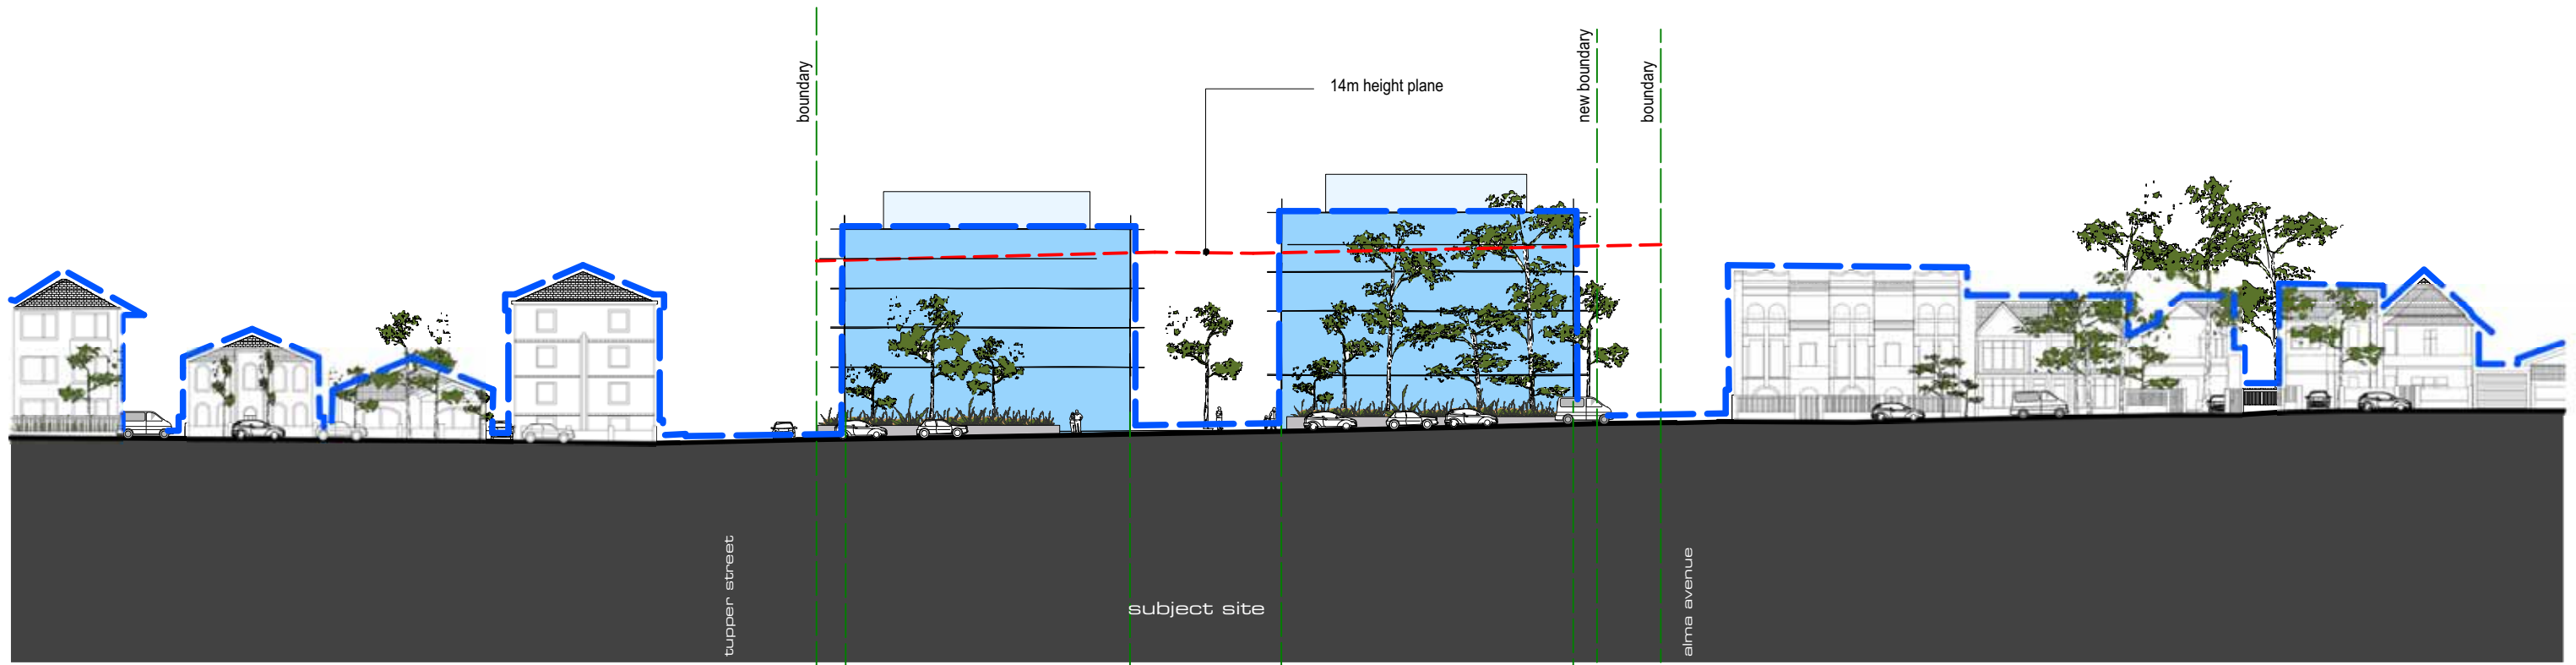 boundary
14m height plane
new boundary
boundary
tupper street
subject site
alma avenue